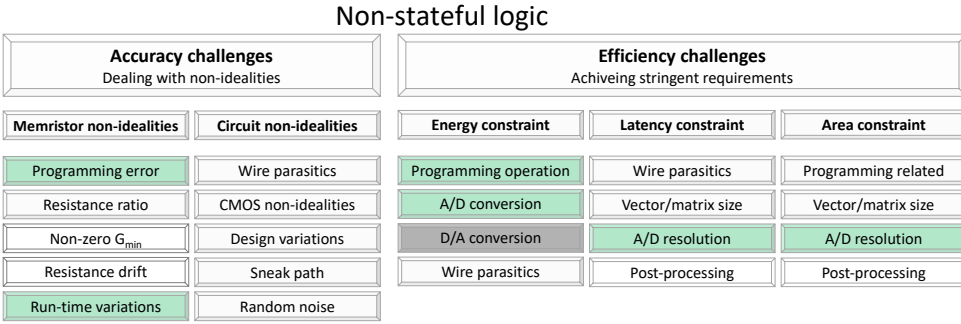 Non-stateful logic
Accuracy challenges
Dealing with non-idealities
Efficiency challenges
Achiveing stringent requirements
Memristor non-idealities
Circuit non-idealities
Energy constraint
Latency constraint
Area constraint
Programming error
Wire parasitics
Programming operation
Wire parasitics
Programming related
Resistance ratio
CMOS non-idealities
A/D conversion
Vector/matrix size
Vector/matrix size
Non-zero Gmin
Design variations
D/A conversion
A/D resolution
A/D resolution
Resistance drift
Sneak path
Wire parasitics
Post-processing
Post-processing
Run-time variations
Random noise